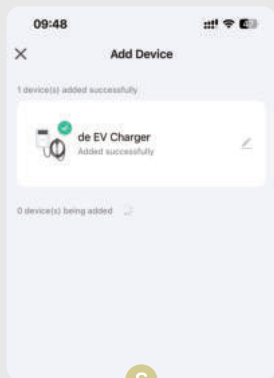 09:48
Add Device
1 device(s) added successfully
de EV Charger
Added successfully
0 device(s) being added